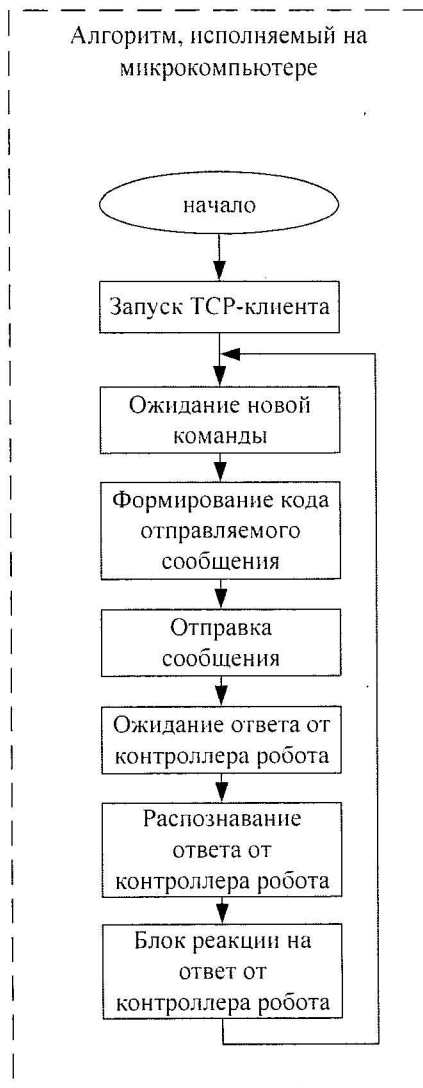 Алгоритм, исполняемый на
микрокомпьютере
начало
Запуск TCP-клиента
Ожидание новой
команды
Формирование кода
отправляемого
сообщения
Отправка
сообщения
Ожидание ответа от
контроллера робота
Распознавание
ответа от
контроллера робота
Блок реакции на
ответ от
контроллера робота